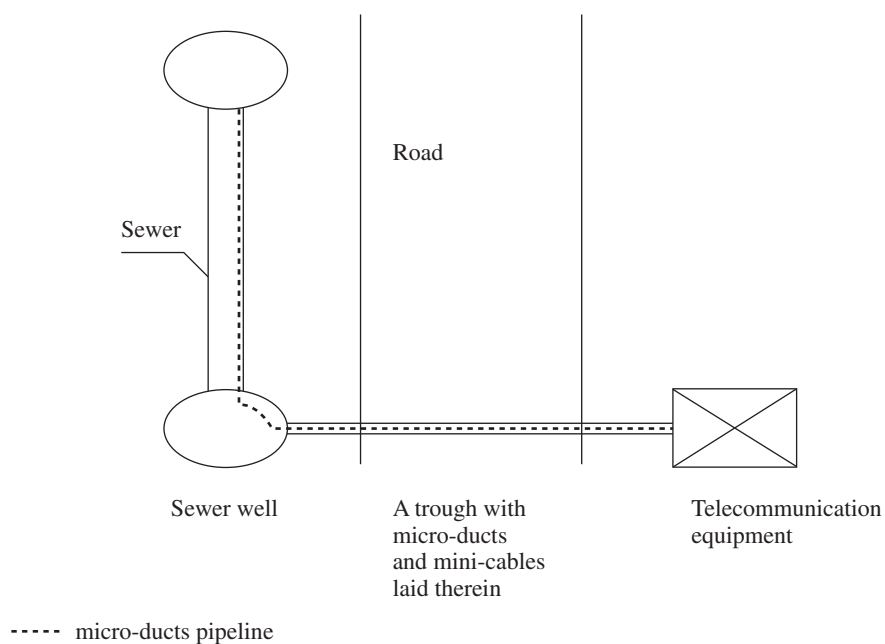 Road
Sewer
Sewer well
A trough with
micro-ducts
and mini-cables
laid therein
Telecommunication
equipment
micro-ducts pipeline